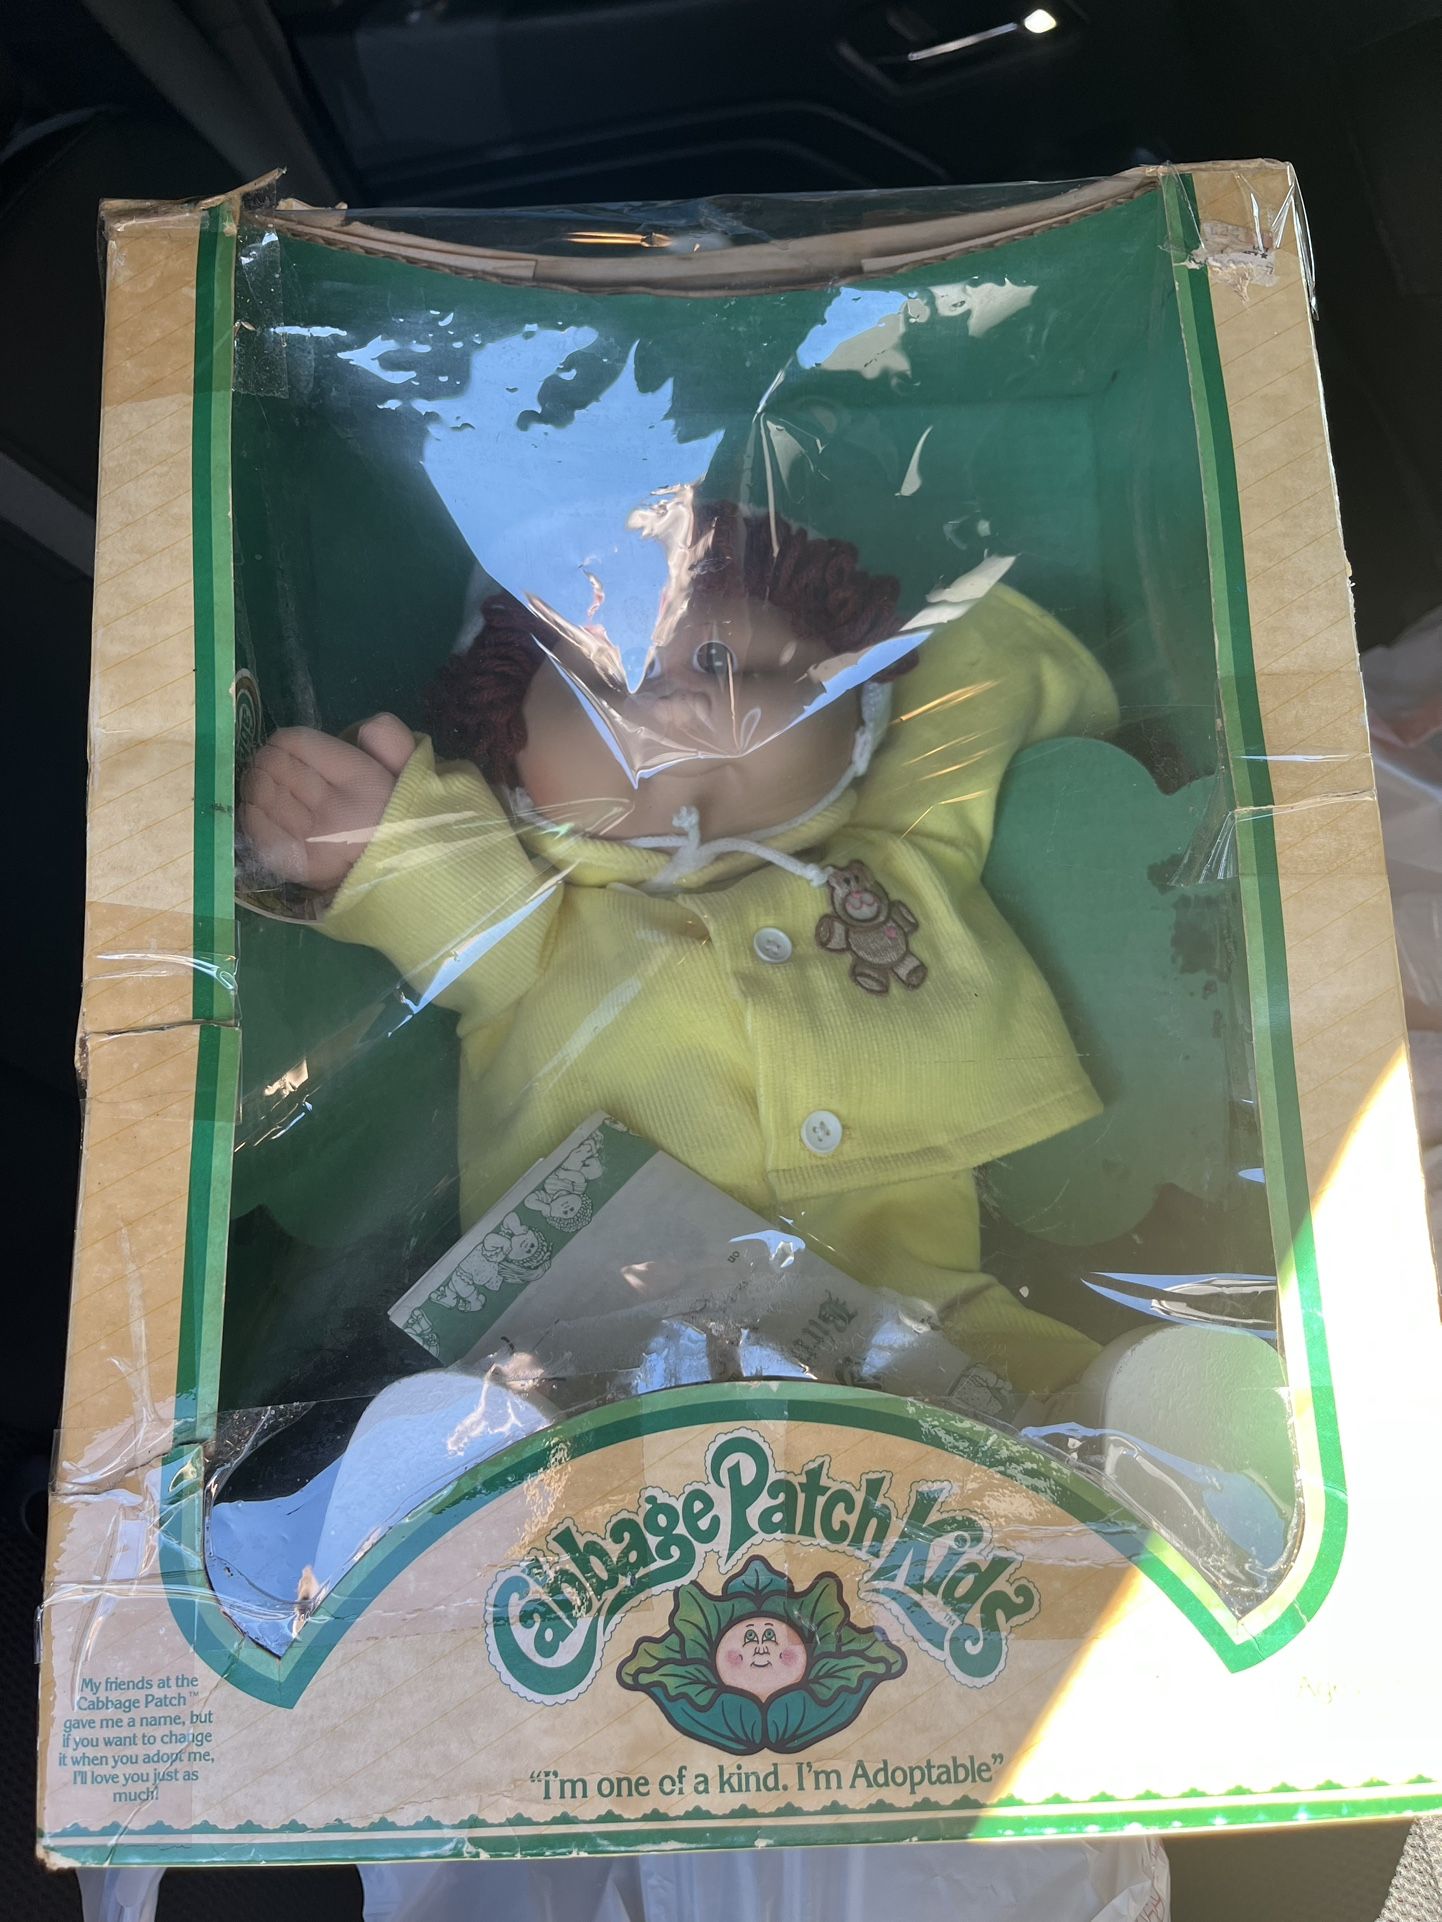 Cabbage Patch Kids™
My friends at the
Cabbage Patch™
gave me a name, but
if you want to change
it when you adopt me,
I'll love you just as
much!
"I'm one of a kind. I'm Adoptable"